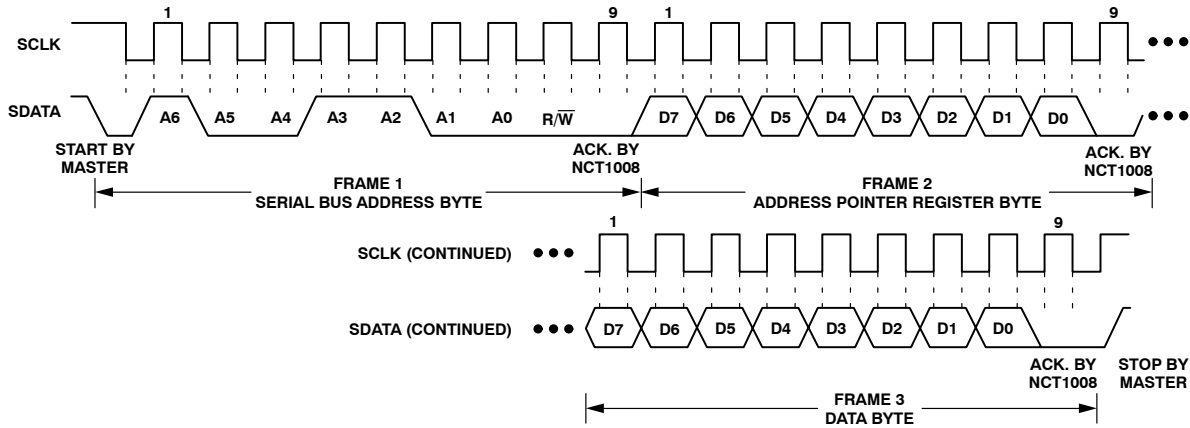 1 9 1 9
SCLK
SDATA A6 A5 A4 A3 A2 A1 A0 R/W̅ D7 D6 D5 D4 D3 D2 D1 D0
START BY
MASTER
ACK. BY
NCT1008
ACK. BY
NCT1008
FRAME 1
SERIAL BUS ADDRESS BYTE
FRAME 2
ADDRESS POINTER REGISTER BYTE
1 9
SCLK (CONTINUED)
SDATA (CONTINUED) D7 D6 D5 D4 D3 D2 D1 D0
ACK. BY
NCT1008
STOP BY
MASTER
FRAME 3
DATA BYTE